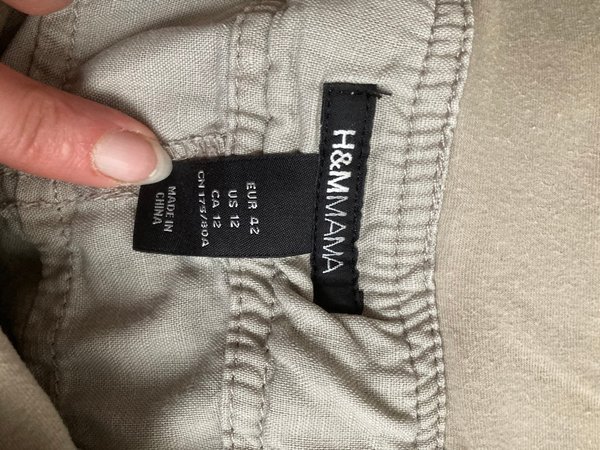 H&MMAMA
EUR 42
US 12
CA 12
CN 175/80A
MADE IN
CHINA